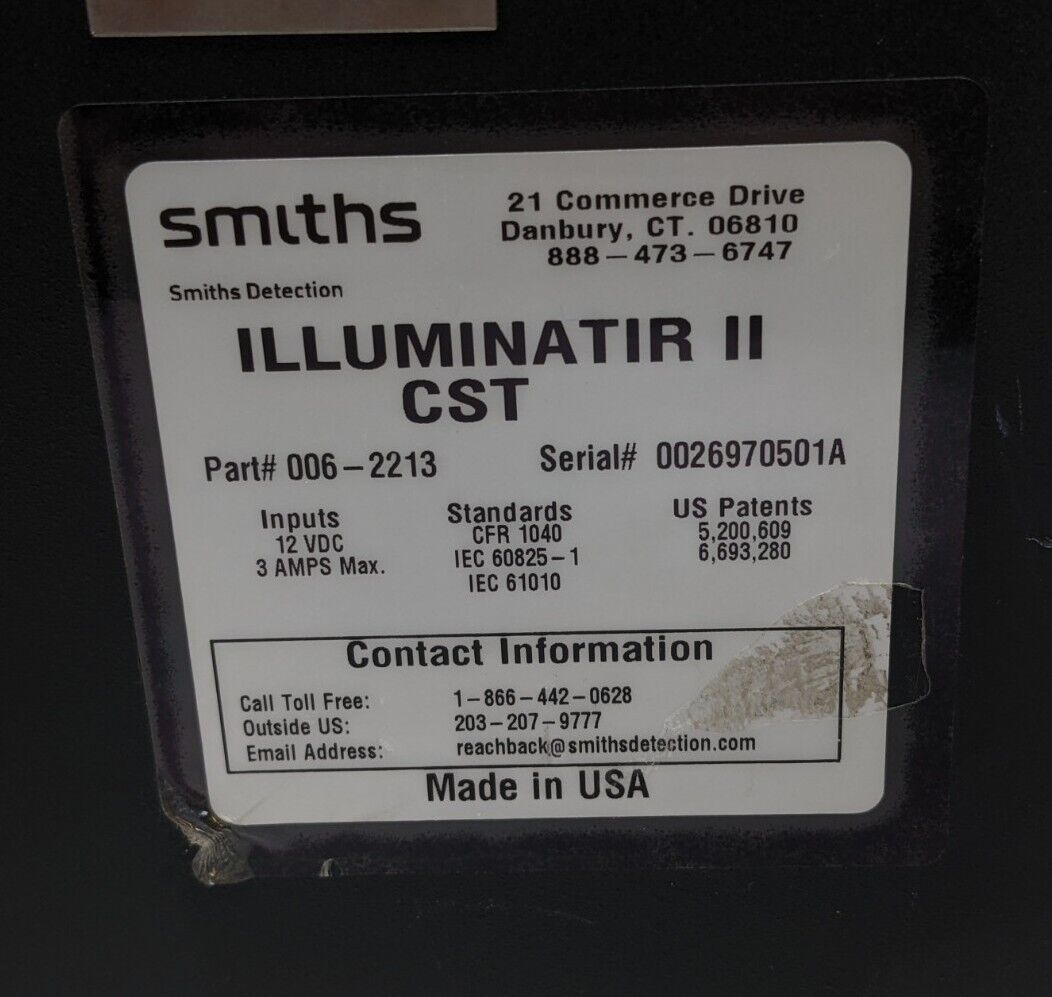 smiths
Smiths Detection
21 Commerce Drive
Danbury, CT. 06810
888-473-6747
ILLUMINATIR II
CST
Part# 006-2213
Serial# 0026970501A
Inputs
12 VDC
3 AMPS Max.
Standards
CFR 1040
IEC 60825-1
IEC 61010
US Patents
5,200,609
6,693,280
Contact Information
Call Toll Free: 1-866-442-0628
Outside US: 203-207-9777
Email Address: reachback@smithsdetection.com
Made in USA